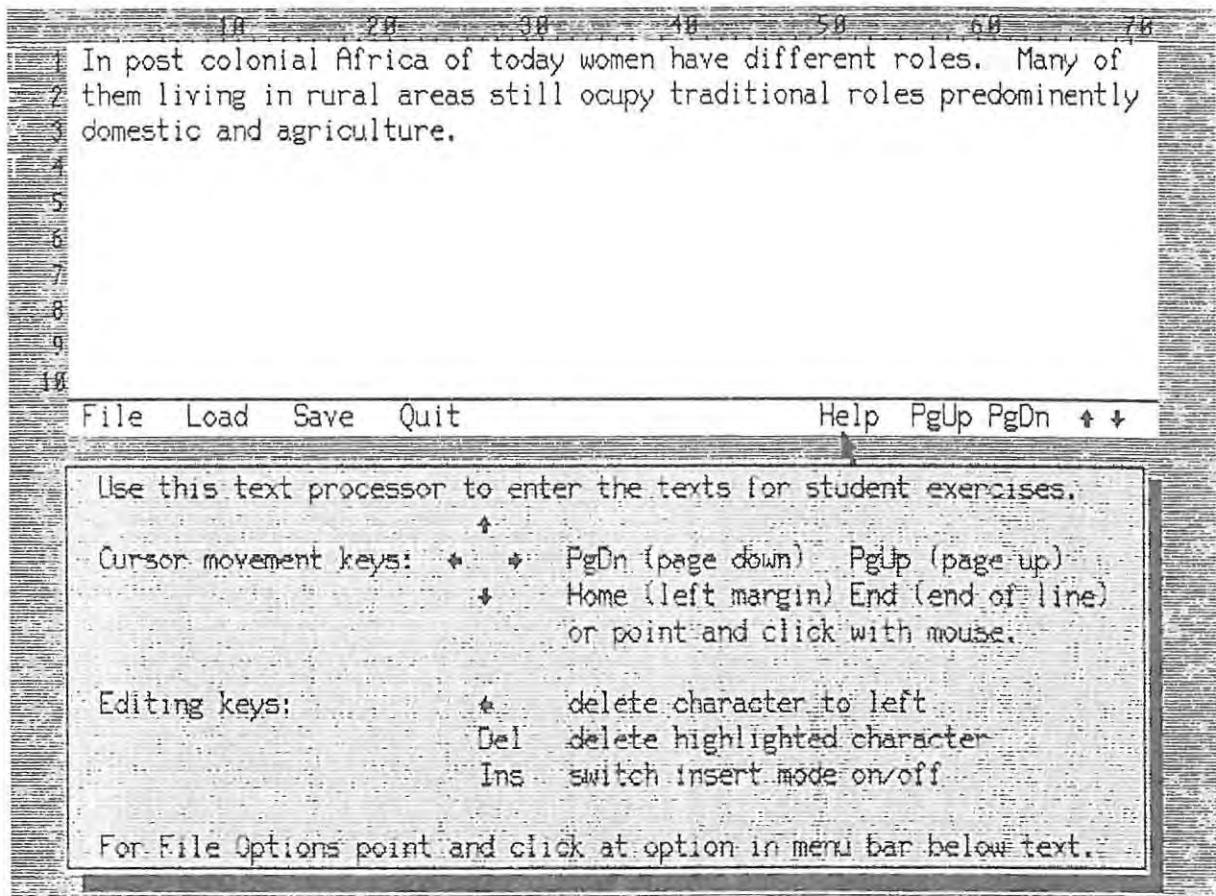 10 20 30 40 50 60 70
1 In post colonial Africa of today women have different roles. Many of
2 them living in rural areas still ocupy traditional roles predominently
3 domestic and agriculture.
4
5
6
7
8
9
10
File Load Save Quit Help PgUp PgDn ↑ ↓
Use this text processor to enter the texts for student exercises.
↑
Cursor movement keys: ← → PgDn (page down) PgUp (page up)
↓ Home (left margin) End (end of line)
or point and click with mouse.
Editing keys: ← delete character to left
Del delete highlighted character
Ins switch insert mode on/off
For File Options point and click at option in menu bar below text.